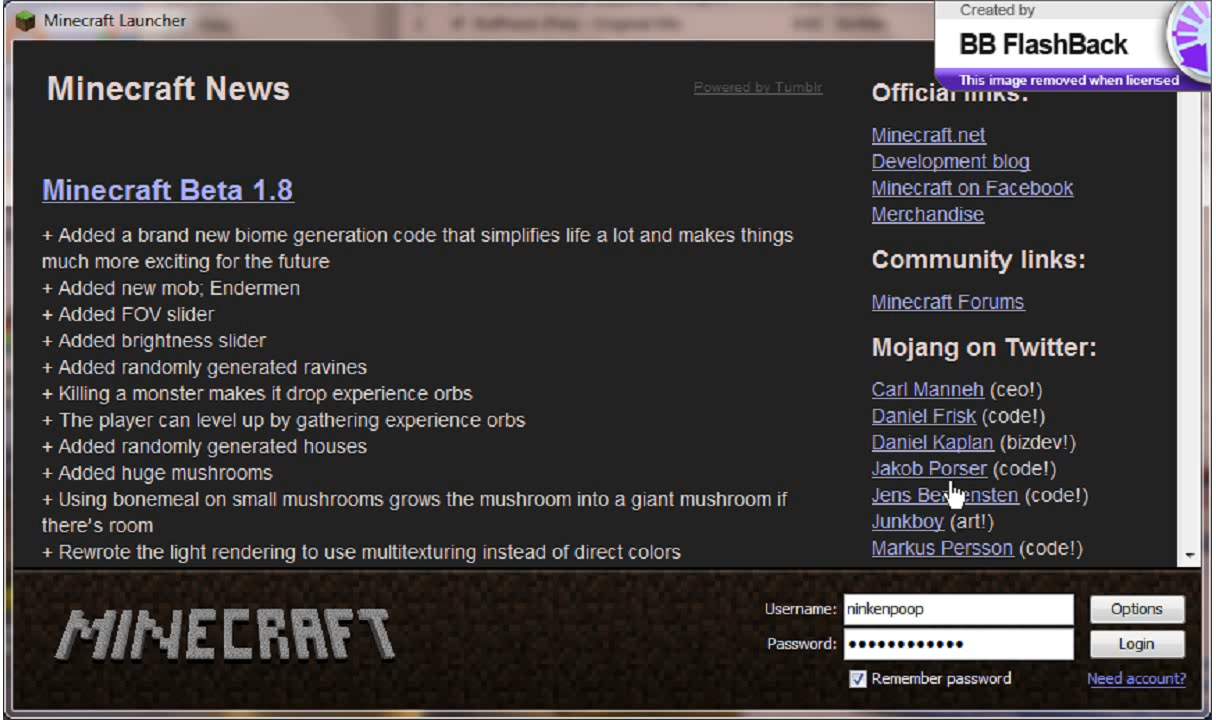 Minecraft Launcher
Created by
BB FlashBack
This image removed when licensed
Minecraft News
Powered by Tumblr
Minecraft Beta 1.8
+ Added a brand new biome generation code that simplifies life a lot and makes things
much more exciting for the future
+ Added new mob; Endermen
+ Added FOV slider
+ Added brightness slider
+ Added randomly generated ravines
+ Killing a monster makes it drop experience orbs
+ The player can level up by gathering experience orbs
+ Added randomly generated houses
+ Added huge mushrooms
+ Using bonemeal on small mushrooms grows the mushroom into a giant mushroom if
there's room
+ Rewrote the light rendering to use multitexturing instead of direct colors
Official links:
Minecraft.net
Development blog
Minecraft on Facebook
Merchandise
Community links:
Minecraft Forums
Mojang on Twitter:
Carl Manneh (ceo!)
Daniel Frisk (code!)
Daniel Kaplan (bizdev!)
Jakob Porser (code!)
Jens (code!)
Junkboy (art!)
Markus Persson (code!)
MINECRAFT
Username: ninkenpoop
Options
Password: ●●●●●●●●●●●●
Login
Remember password
Need account?